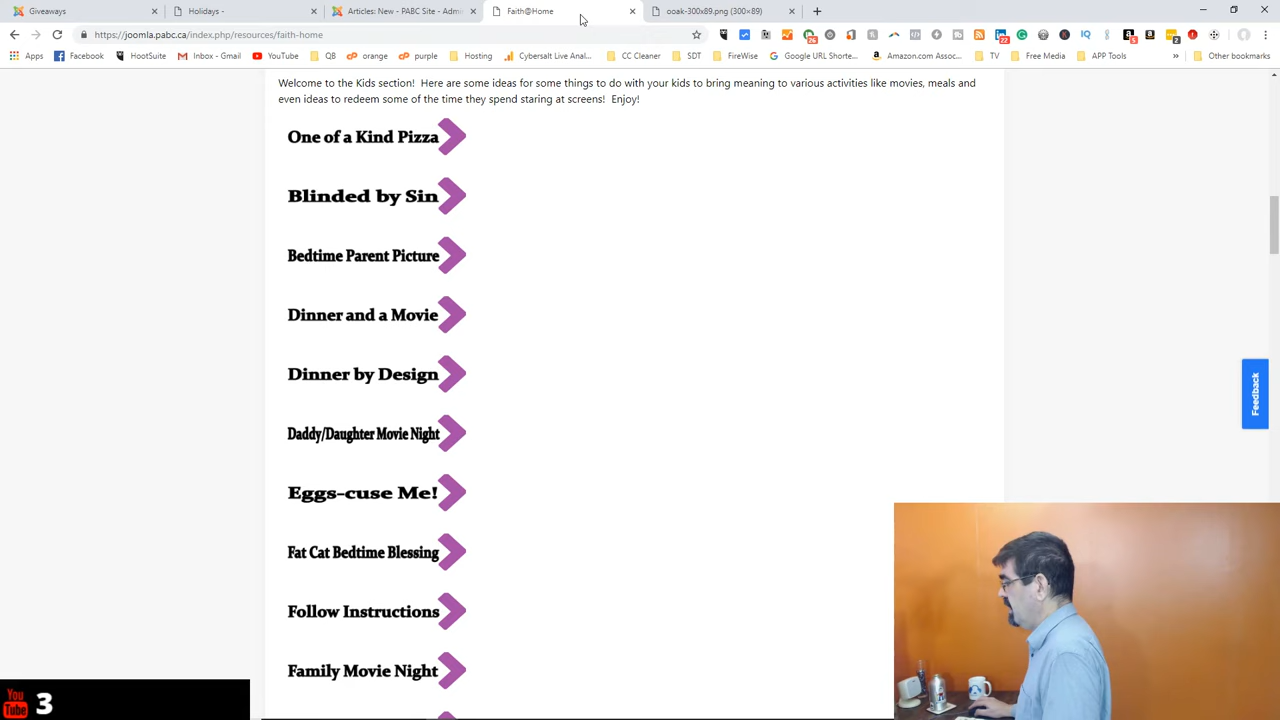 Giveaways
Holidays -
Articles: New - PABC Site - Admi
Faith@Home
ooak-300x89.png (300×89)
https://joomla.pabc.ca/index.php/resources/faith-home
Apps
Facebook
HootSuite
Inbox - Gmail
YouTube
QB
orange
purple
Hosting
Cybersalt Live Anal...
CC Cleaner
SDT
FireWise
Google URL Shorte...
Amazon.com Assoc...
TV
Free Media
APP Tools
»
Other bookmarks
Welcome to the Kids section! Here are some ideas for some things to do with your kids to bring meaning to various activities like movies, meals and
even ideas to redeem some of the time they spend staring at screens! Enjoy!
One of a Kind Pizza
Blinded by Sin
Bedtime Parent Picture
Dinner and a Movie
Dinner by Design
Daddy/Daughter Movie Night
Eggs-cuse Me!
Fat Cat Bedtime Blessing
Follow Instructions
Family Movie Night
Feedback
You
Tube
3